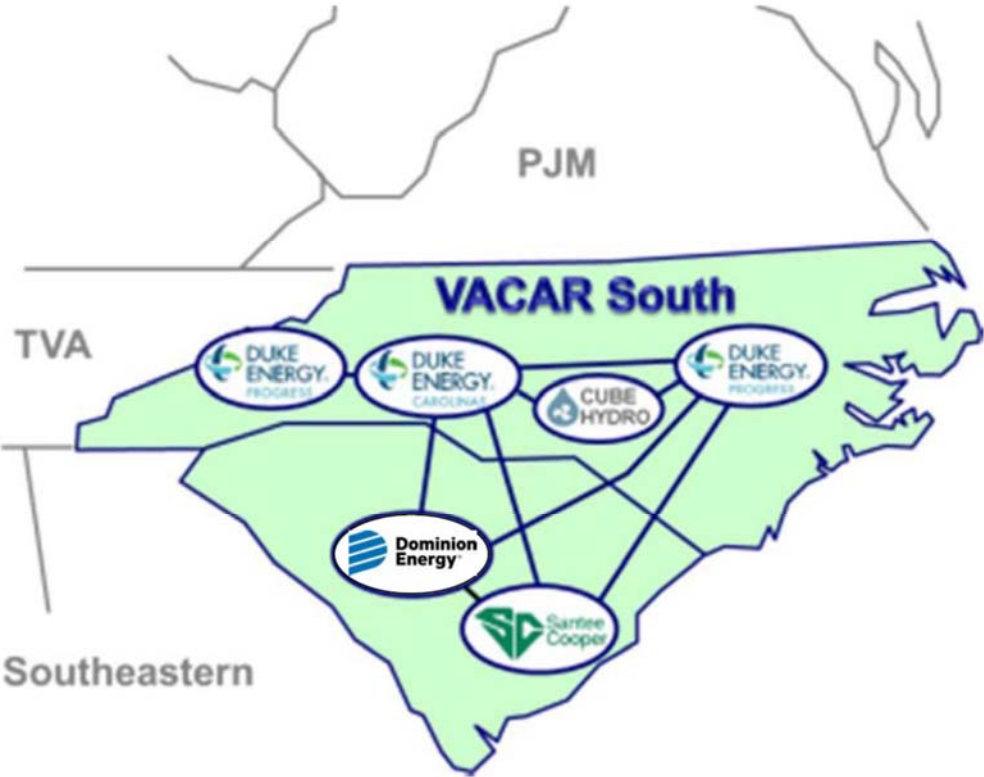 PJM
VACAR South
TVA
DUKE
ENERGY.
PROGRESS
DUKE
ENERGY.
CAROLINAS
CUBE
HYDRO
DUKE
ENERGY.
PROGRESS
Dominion
Energy
SC
Santee
Cooper
Southeastern